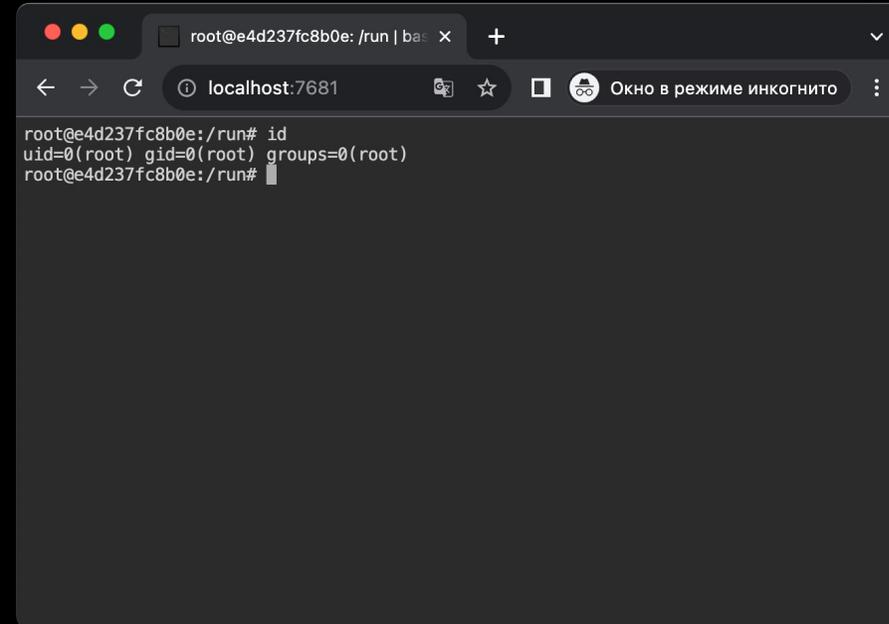 root@e4d237fc8b0e: /run | bas
localhost:7681
Окно в режиме инкогнито
root@e4d237fc8b0e:/run# id
uid=0(root) gid=0(root) groups=0(root)
root@e4d237fc8b0e:/run#